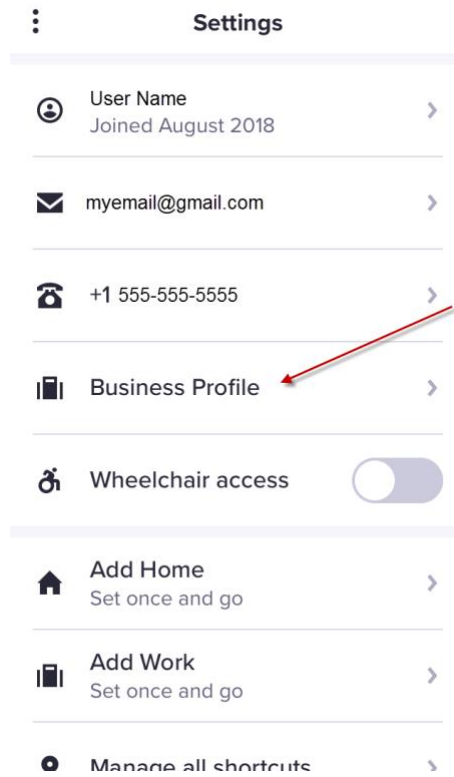 Settings
User Name
Joined August 2018
myemail@gmail.com
+1 555-555-5555
Business Profile
Wheelchair access
Add Home
Set once and go
Add Work
Set once and go
Manage all shortcuts